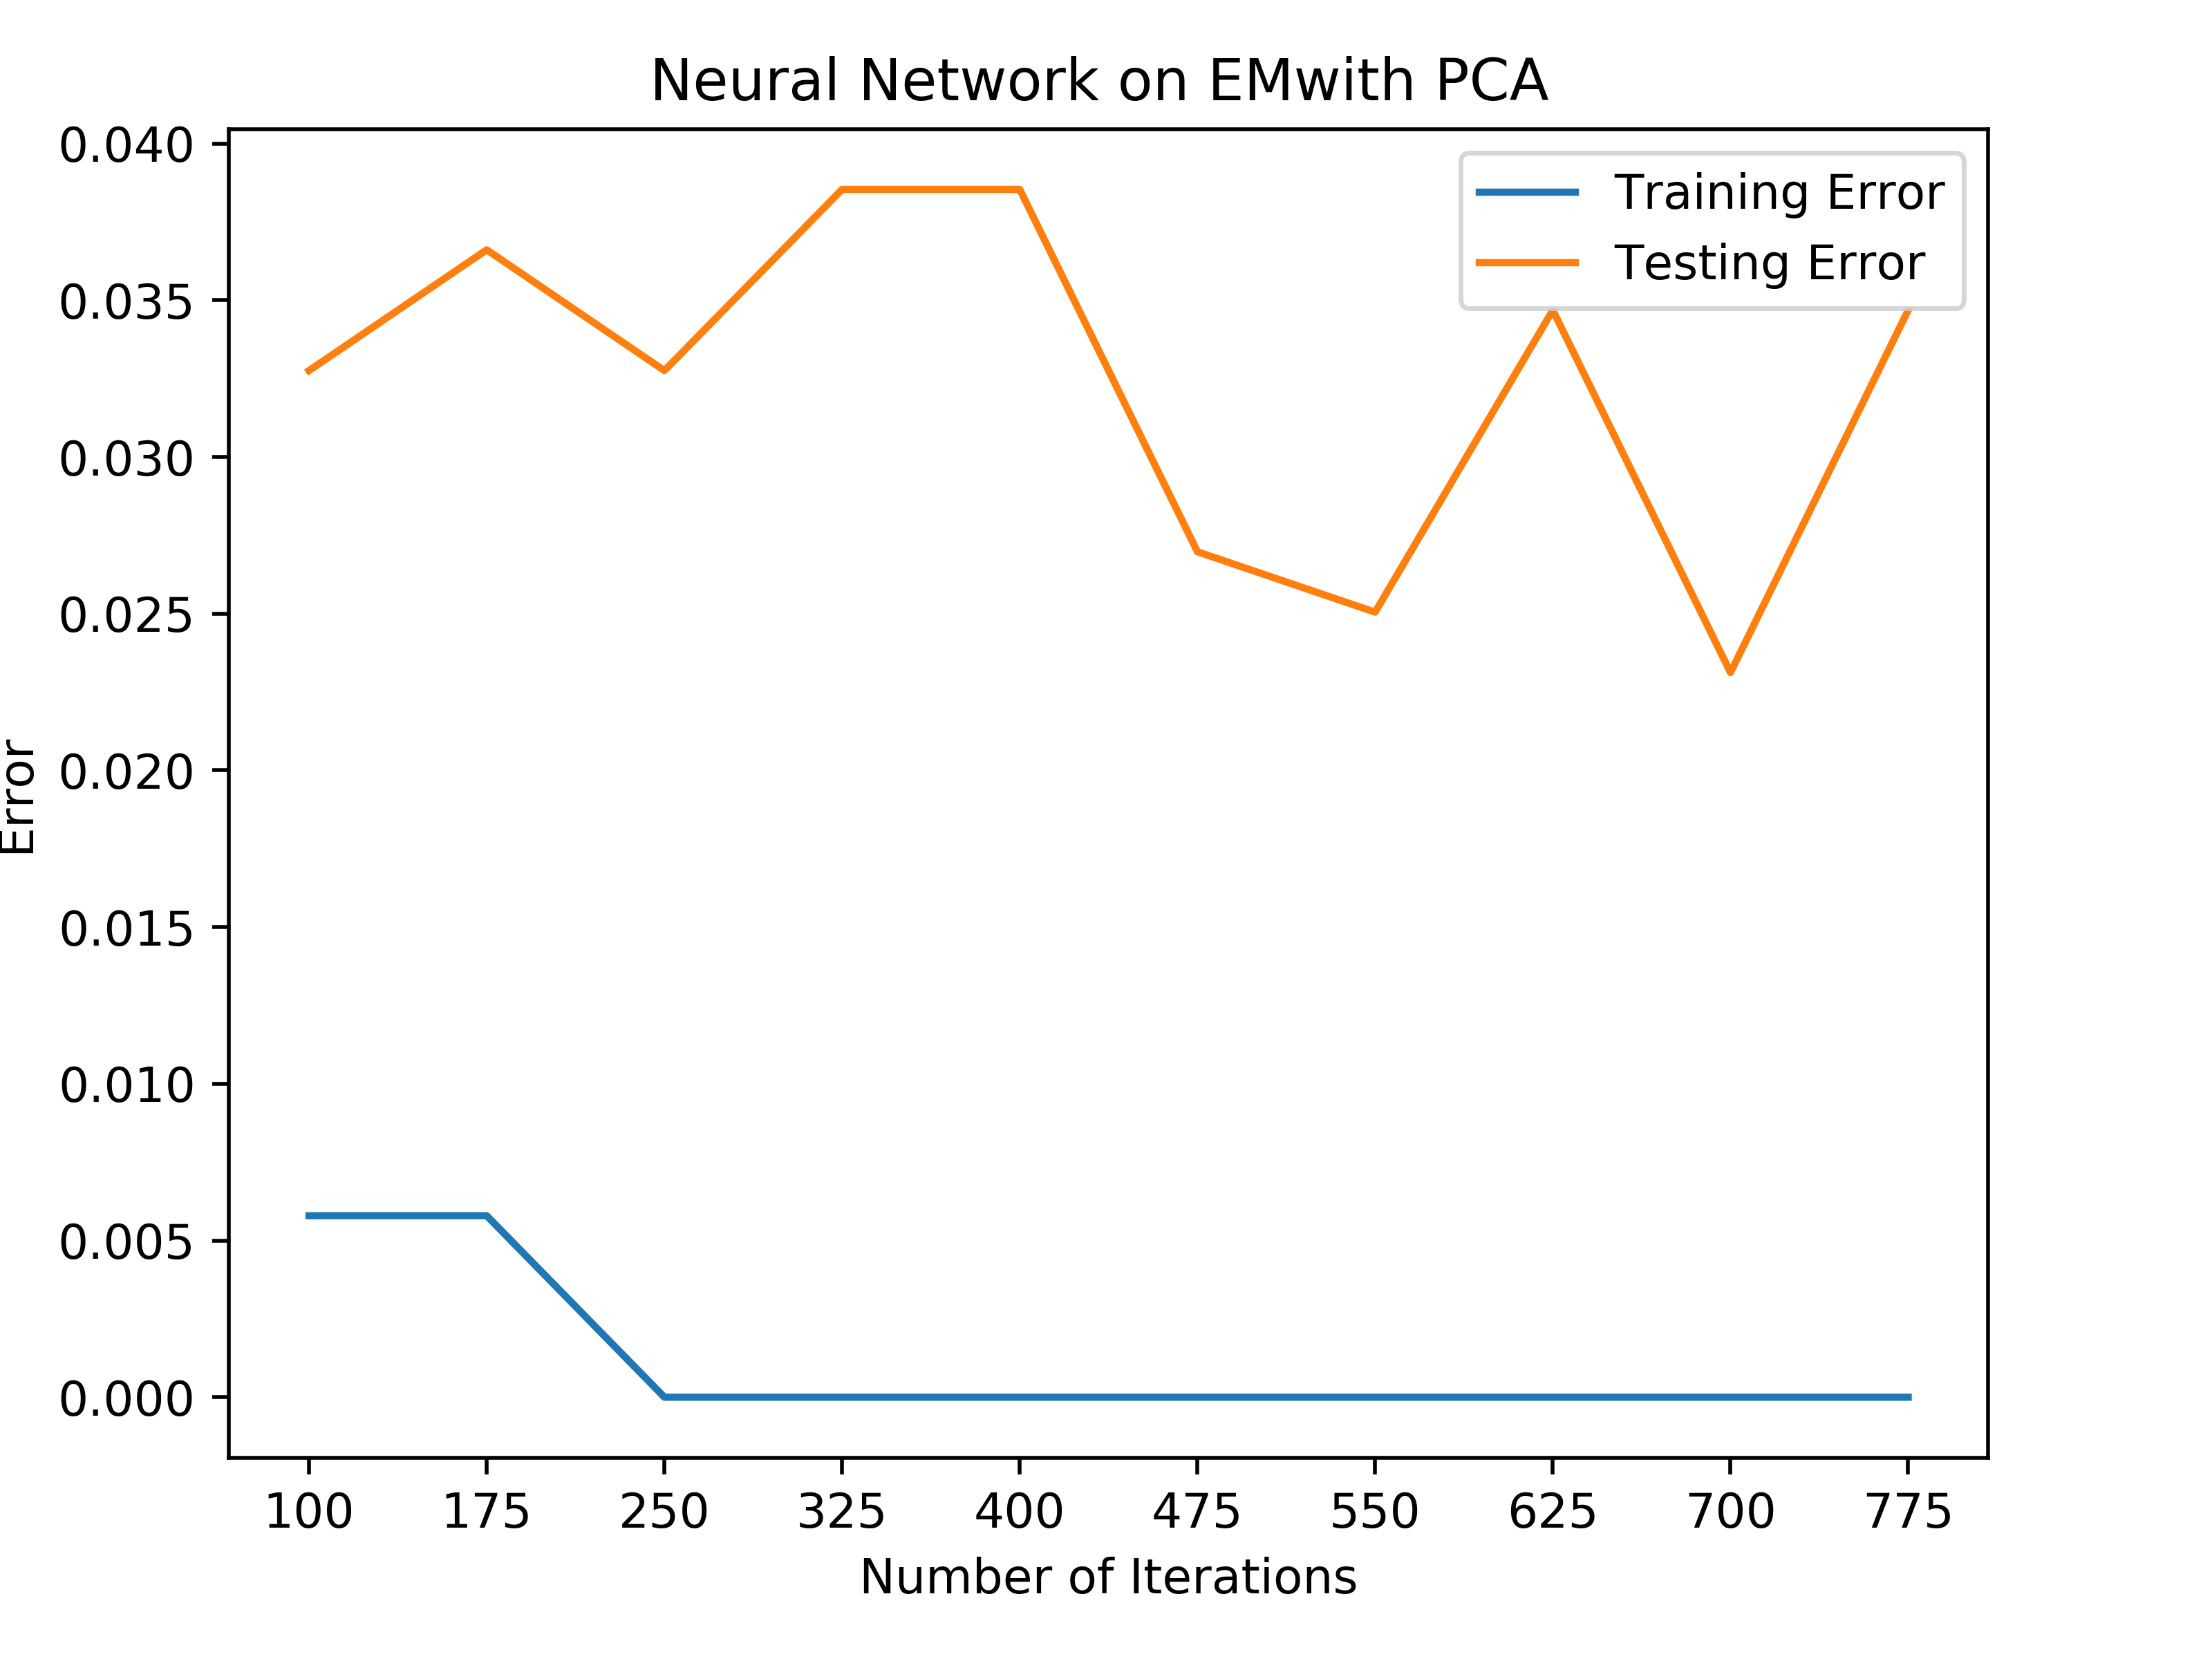 Neural Network on EMwith PCA
0.040
0.035
0.030
0.025
0.020
0.015
0.010
0.005
0.000
Error
Training Error
Testing Error
100 175 250 325 400 475 550 625 700 775
Number of Iterations